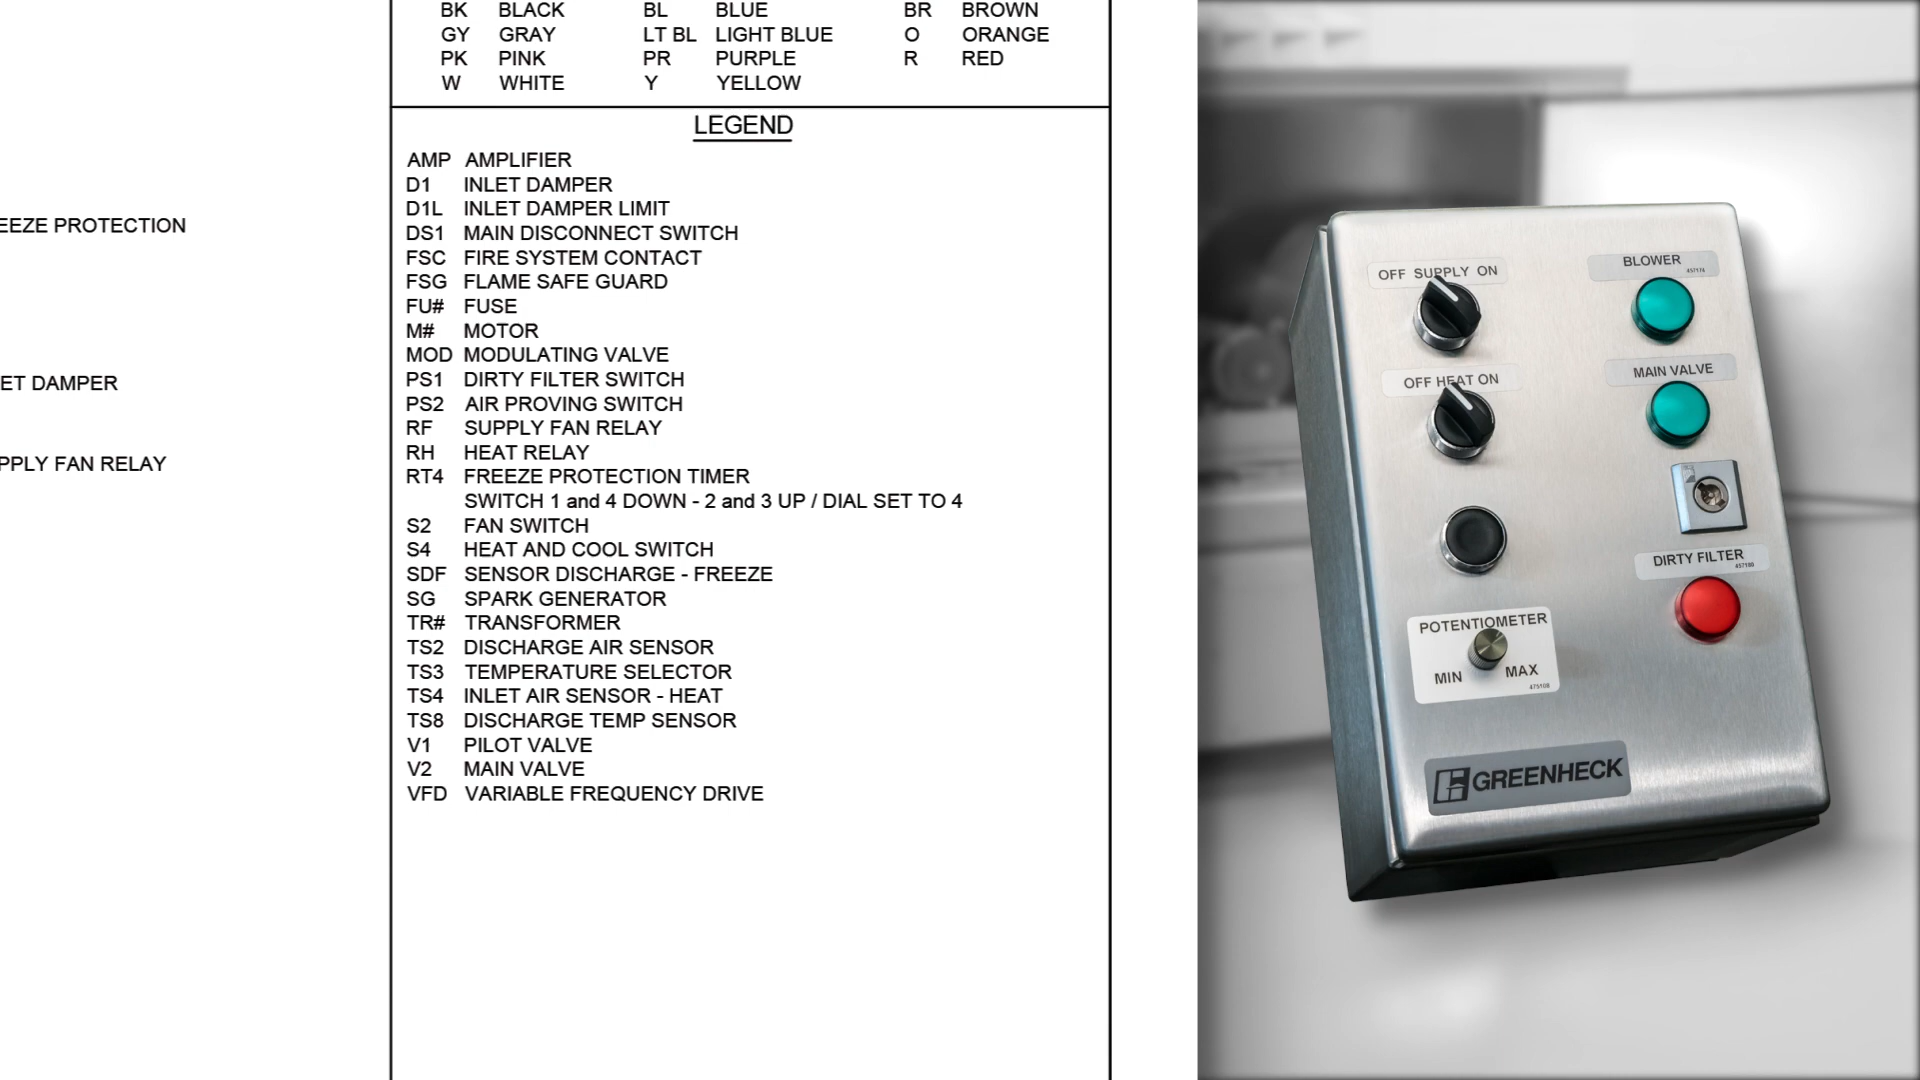 BK BLACK BL BLUE BR BROWN
GY GRAY LT BL LIGHT BLUE O ORANGE
PK PINK PR PURPLE R RED
W WHITE Y YELLOW
LEGEND
AMP AMPLIFIER
D1 INLET DAMPER
D1L INLET DAMPER LIMIT
DS1 MAIN DISCONNECT SWITCH
FSC FIRE SYSTEM CONTACT
FSG FLAME SAFE GUARD
FU# FUSE
M# MOTOR
MOD MODULATING VALVE
PS1 DIRTY FILTER SWITCH
PS2 AIR PROVING SWITCH
RF SUPPLY FAN RELAY
RH HEAT RELAY
RT4 FREEZE PROTECTION TIMER
SWITCH 1 and 4 DOWN - 2 and 3 UP / DIAL SET TO 4
S2 FAN SWITCH
S4 HEAT AND COOL SWITCH
SDF SENSOR DISCHARGE - FREEZE
SG SPARK GENERATOR
TR# TRANSFORMER
TS2 DISCHARGE AIR SENSOR
TS3 TEMPERATURE SELECTOR
TS4 INLET AIR SENSOR - HEAT
TS8 DISCHARGE TEMP SENSOR
V1 PILOT VALVE
V2 MAIN VALVE
VFD VARIABLE FREQUENCY DRIVE
EEZE PROTECTION
ET DAMPER
PPLY FAN RELAY
OFF SUPPLY ON
BLOWER
457174
OFF HEAT ON
MAIN VALVE
DIRTY FILTER
457180
POTENTIOMETER
MIN MAX
475108
GREENHECK